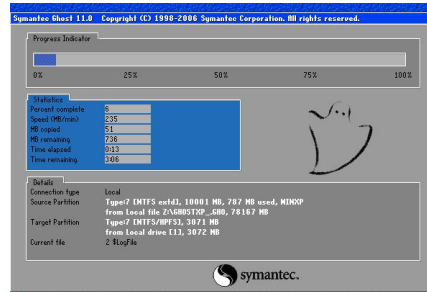 Symantec Ghost 11.0 Copyright (C) 1998-2006 Symantec Corporation. All rights reserved.
Progress Indicator
0% 25% 50% 75% 100%
Statistics
Percent complete 6
Speed (MB/min) 235
MB copied 51
MB remaining 736
Time elapsed 0:13
Time remaining 3:06
Details
Connection type Local
Source Partition Type:7 [NTFS extd], 10001 MB, 787 MB used, WINXP
from Local file Z:\GHOSTXP_.GHO, 78167 MB
Target Partition Type:7 [NTFS/HPFS], 3071 MB
from Local drive [1], 3072 MB
Current file 2 $LogFile
symantec.